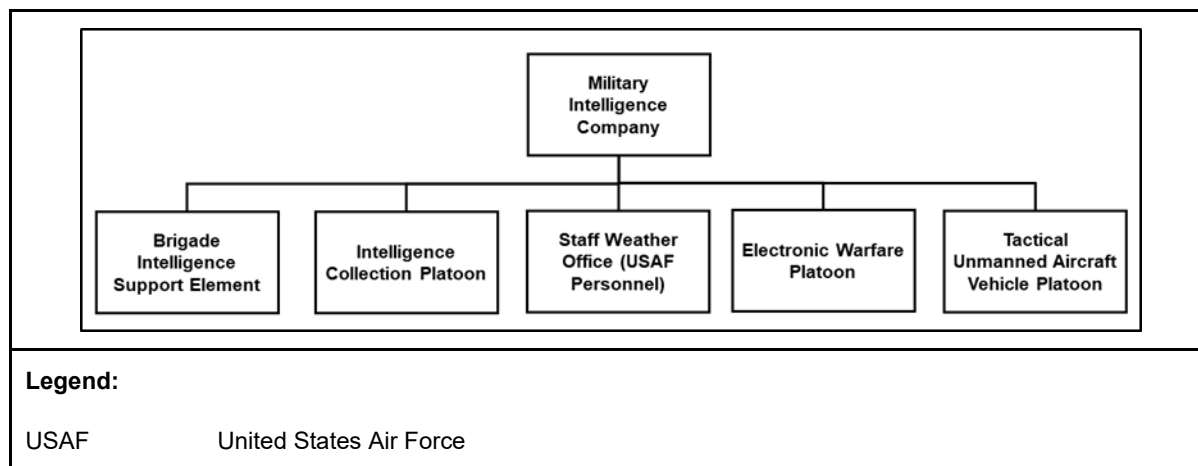 Military
Intelligence
Company
Brigade
Intelligence
Support Element
Intelligence
Collection Platoon
Staff Weather
Office (USAF
Personnel)
Electronic Warfare
Platoon
Tactical
Unmanned Aircraft
Vehicle Platoon
Legend:
USAF United States Air Force